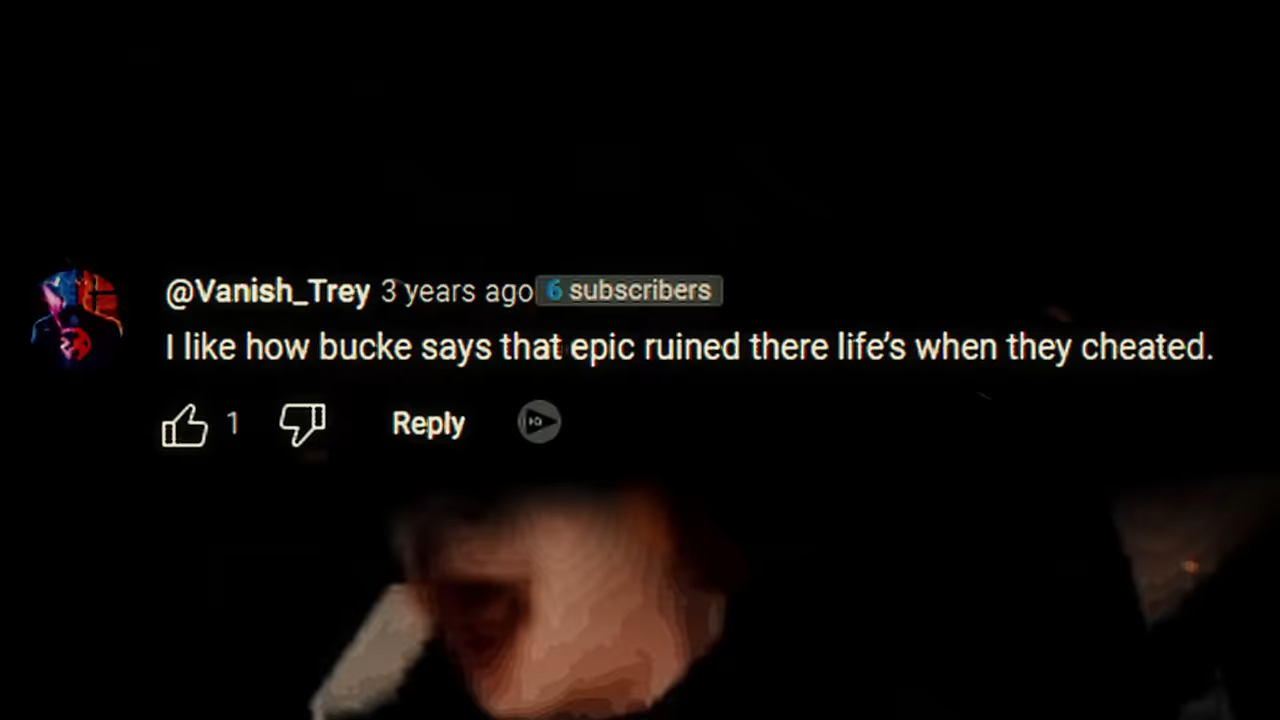 @Vanish_Trey 3 years ago 6 subscribers
I like how bucke says that epic ruined there life's when they cheated.
1 Reply